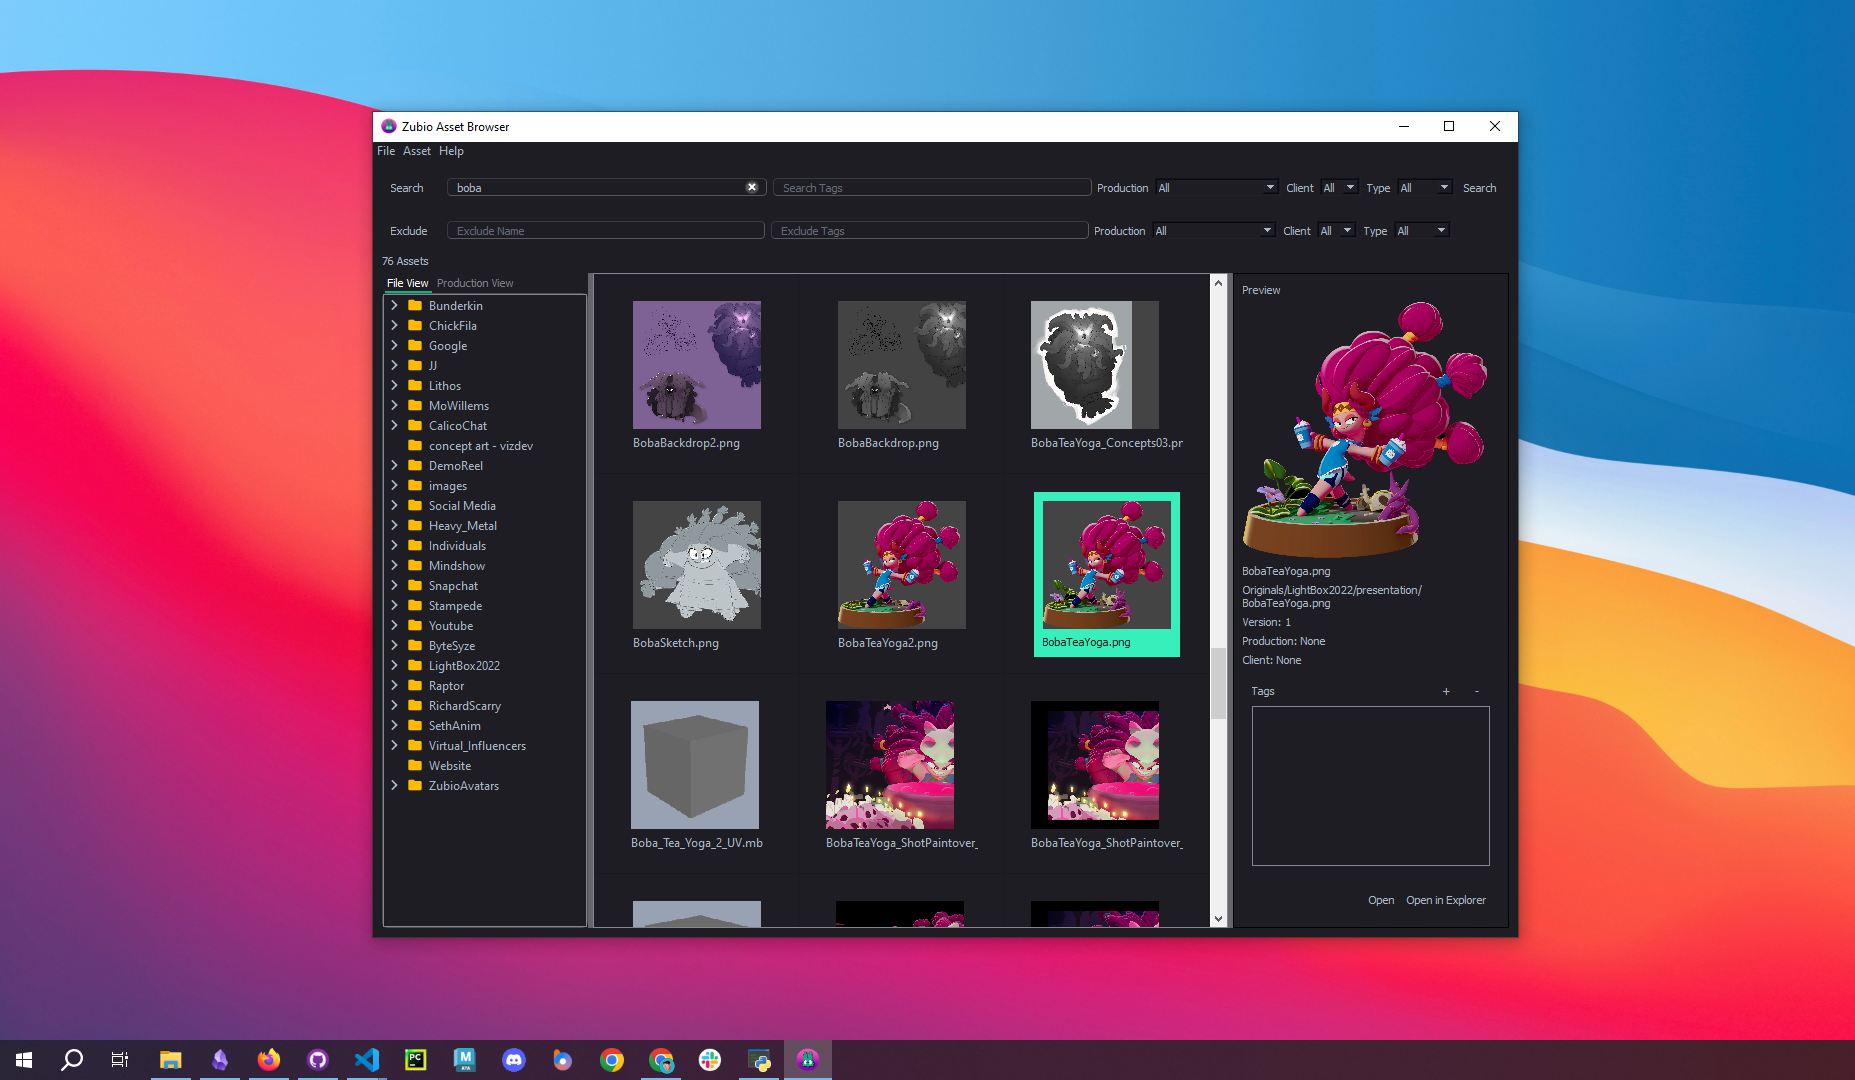 Zubio Asset Browser
File Asset Help
Search boba Search Tags Production All Client All Type All Search
Exclude Exclude Name Exclude Tags Production All Client All Type All
76 Assets
File View Production View
Bunderkin
ChickFila
Google
JJ
Lithos
MoWillems
CalicoChat
concept art - vizdev
DemoReel
images
Social Media
Heavy_Metal
Individuals
Mindshow
Snapchat
Stampede
Youtube
ByteSyze
LightBox2022
Raptor
RichardScarry
SethAnim
Virtual_Influencers
Website
ZubioAvatars
BobaBackdrop2.png BobaBackdrop.png BobaTeaYoga_Concepts03.pr
BobaSketch.png BobaTeaYoga2.png BobaTeaYoga.png
Boba_Tea_Yoga_2_UV.mb BobaTeaYoga_ShotPaintover_ BobaTeaYoga_ShotPaintover_
Preview
BobaTeaYoga.png
Originals/LightBox2022/presentation/
BobaTeaYoga.png
Version: 1
Production: None
Client: None
Tags + -
Open Open in Explorer
PC M